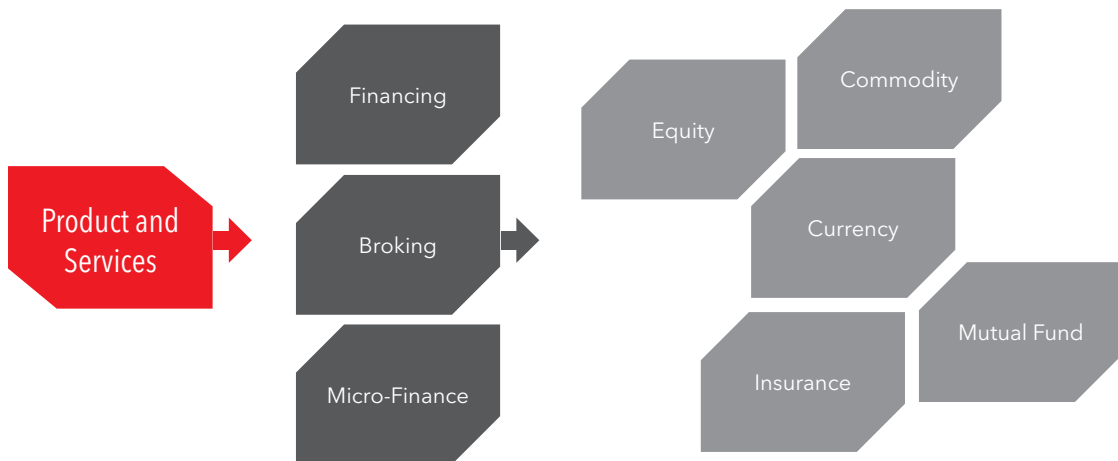 Product and
Services
Financing
Broking
Micro-Finance
Equity
Commodity
Currency
Insurance
Mutual Fund